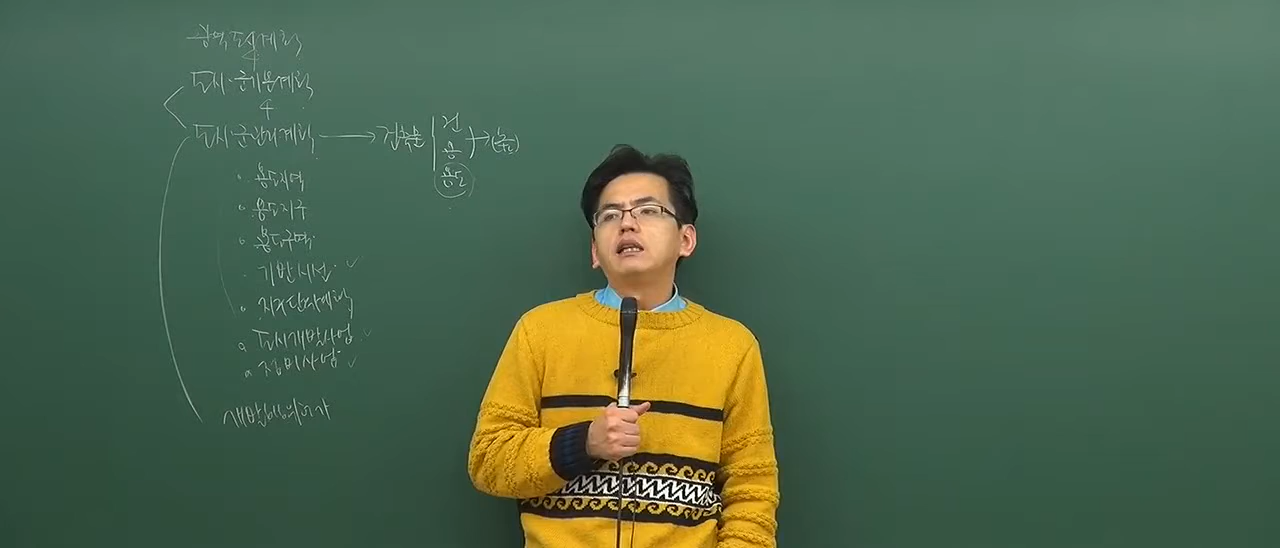 광역도시계획
도시·군기본계획
도시·군관리계획 → 건축물 건 용 용도 →
용도지역
용도지구
용도구역
기반시설 ✓
지구단위계획
도시개발사업 ✓
정비사업 ✓
개발행위허가